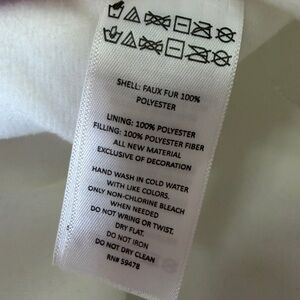 SHELL: FAUX FUR 100%
POLYESTER
LINING: 100% POLYESTER
FILLING: 100% POLYESTER FIBER
ALL NEW MATERIAL
EXCLUSIVE OF DECORATION
HAND WASH IN COLD WATER
WITH LIKE COLORS.
ONLY NON-CHLORINE BLEACH
WHEN NEEDED
DO NOT WRING OR TWIST.
DRY FLAT.
DO NOT IRON
DO NOT DRY CLEAN
RN# 59478